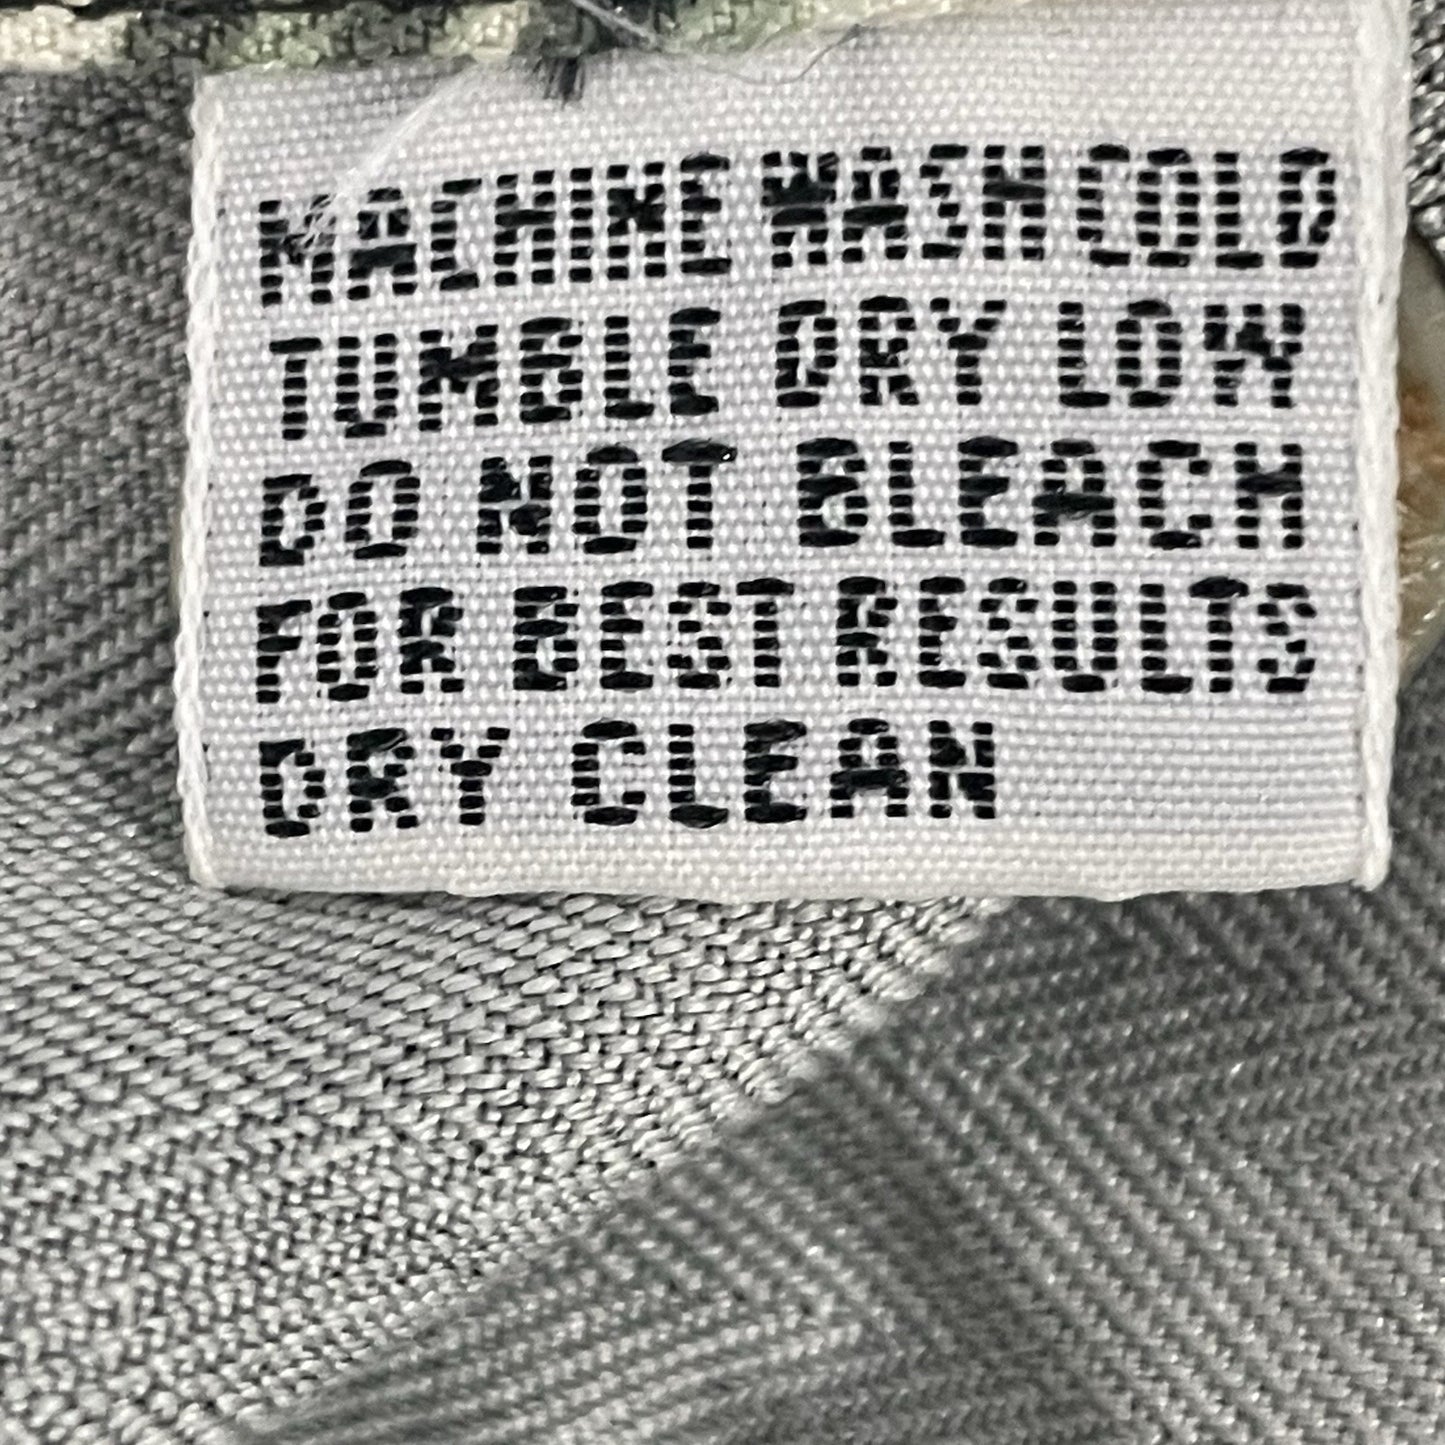 MACHINE WASH COLD
TUMBLE DRY LOW
DO NOT BLEACH
FOR BEST RESULTS
DRY CLEAN